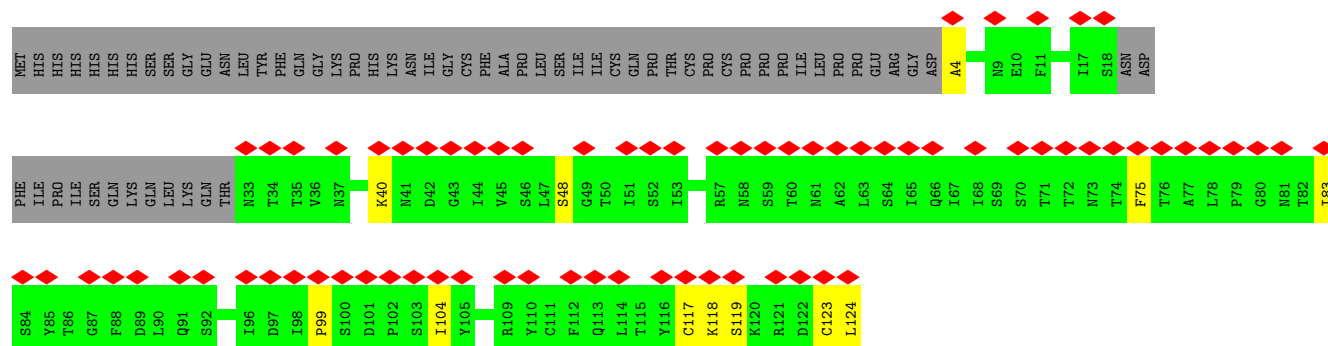 MET HIS HIS HIS HIS HIS HIS SER SER GLY GLU ASN LEU TYR PHE GLN GLY LYS PRO HIS LYS ASN ILE GLY CYS PHE ALA PRO LEU SER ILE ILE CYS GLN PRO THR CYS PRO CYS PRO PRO PRO ILE LEU PRO PRO GLU ARG GLY ASP A4 N9 E10 F11 I17 S18 ASN ASP
PHE ILE PRO ILE SER GLN LYS GLN LEU LYS GLN THR N33 T34 T35 V36 N37 K40 N41 D42 G43 I44 V45 S46 L47 S48 G49 T50 I51 S52 I53 R57 N58 S59 T60 N61 A62 L63 S64 I65 Q66 I67 I68 S69 S70 T71 T72 N73 T74 F75 T76 A77 L78 P79 G80 N81 T82 I83
S84 Y85 T86 G87 F88 D89 L90 Q91 S92 I96 D97 I98 P99 S100 D101 P102 S103 I104 Y105 R109 Y110 C111 F112 Q113 L114 T115 Y116 C117 K118 S119 K120 R121 D122 C123 L124